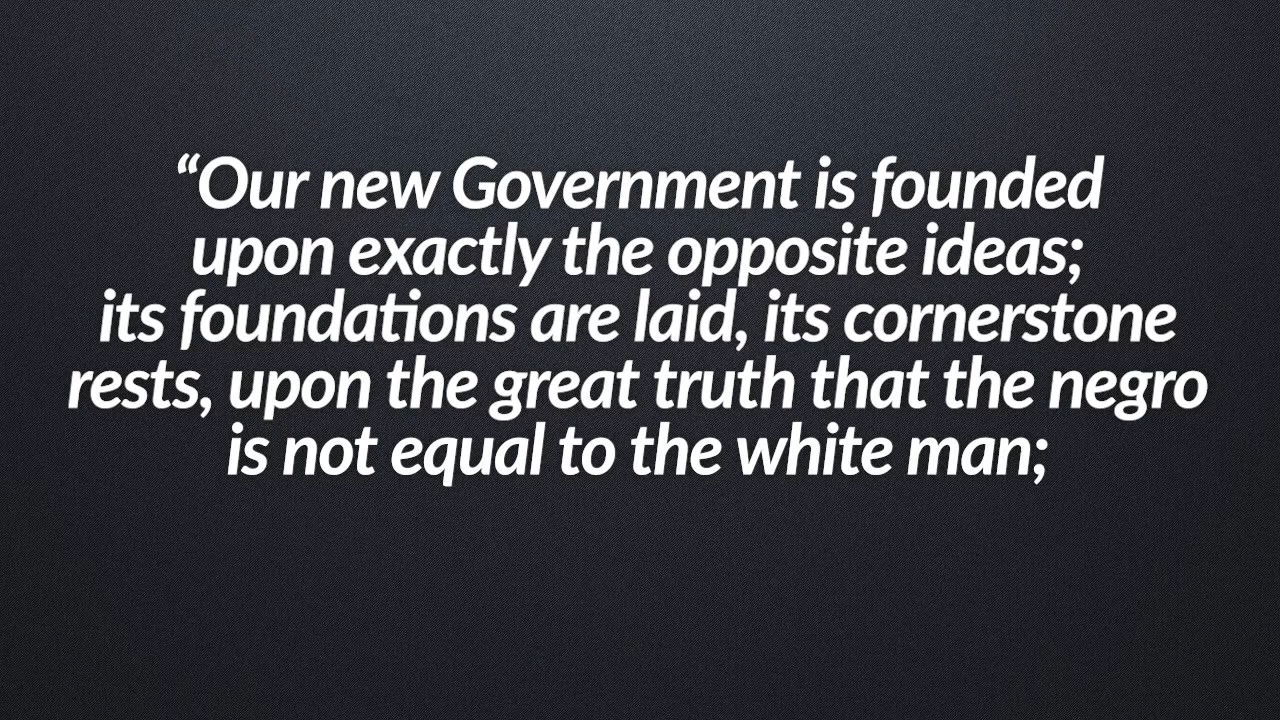 “Our new Government is founded
upon exactly the opposite ideas;
its foundations are laid, its cornerstone
rests, upon the great truth that the negro
is not equal to the white man;